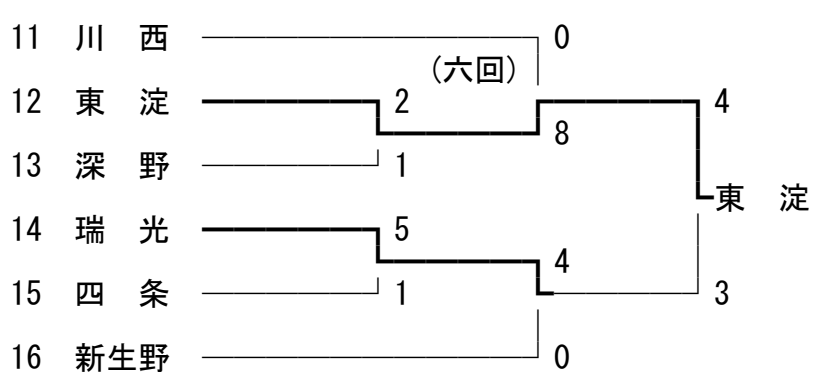 11 川 西 0
(六回)
12 東 淀 2 4
8
13 深 野 1
東 淀
14 瑞 光 5
4
15 四 条 1 3
16 新生野 0